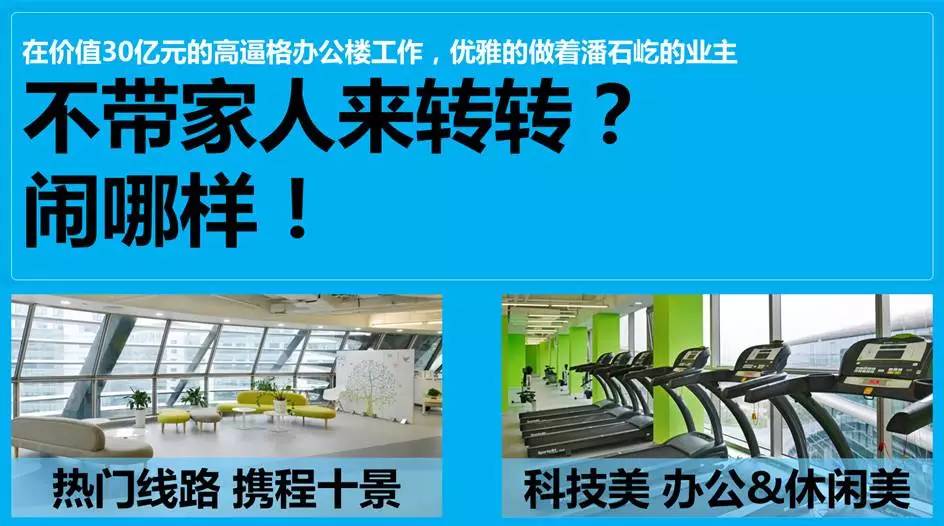 在价值30亿元的高逼格办公楼工作，优雅的做着潘石屹的业主
不带家人来转转？
闹哪样！
热门线路 携程十景
科技美 办公&休闲美